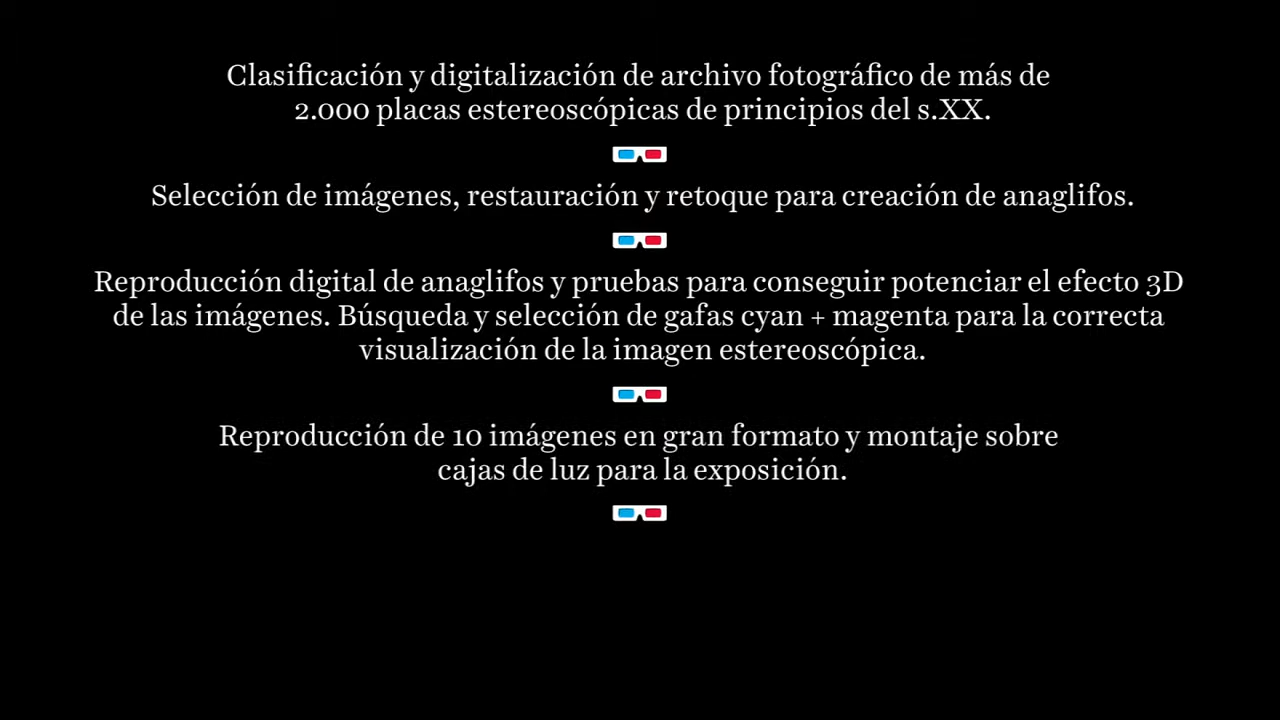 Clasificación y digitalización de archivo fotográfico de más de
2.000 placas estereoscópicas de principios del s.XX.
Selección de imágenes, restauración y retoque para creación de anaglifos.
Reproducción digital de anaglifos y pruebas para conseguir potenciar el efecto 3D
de las imágenes. Búsqueda y selección de gafas cyan + magenta para la correcta
visualización de la imagen estereoscópica.
Reproducción de 10 imágenes en gran formato y montaje sobre
cajas de luz para la exposición.